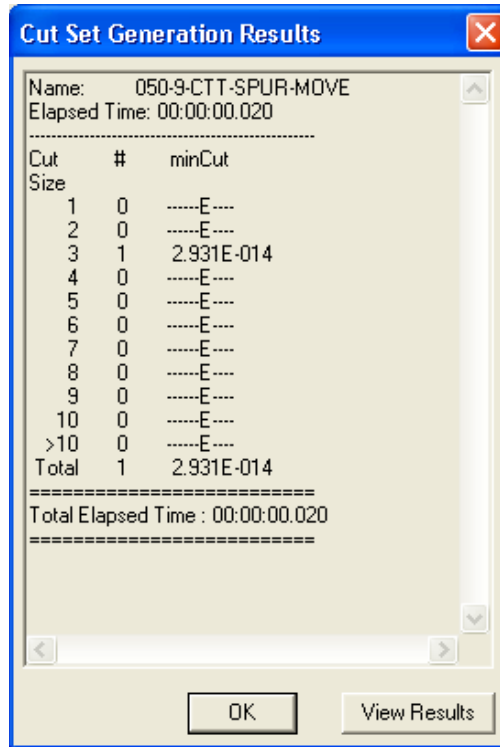 Cut Set Generation Results
Name: 050-9-CTT-SPUR-MOVE
Elapsed Time: 00:00:00.020
---------------------------------------------------
Cut # minCut
Size
1 0 ------E----
2 0 ------E----
3 1 2.931E-014
4 0 ------E----
5 0 ------E----
6 0 ------E----
7 0 ------E----
8 0 ------E----
9 0 ------E----
10 0 ------E----
>10 0 ------E----
Total 1 2.931E-014
==========================
Total Elapsed Time : 00:00:00.020
==========================
OK View Results